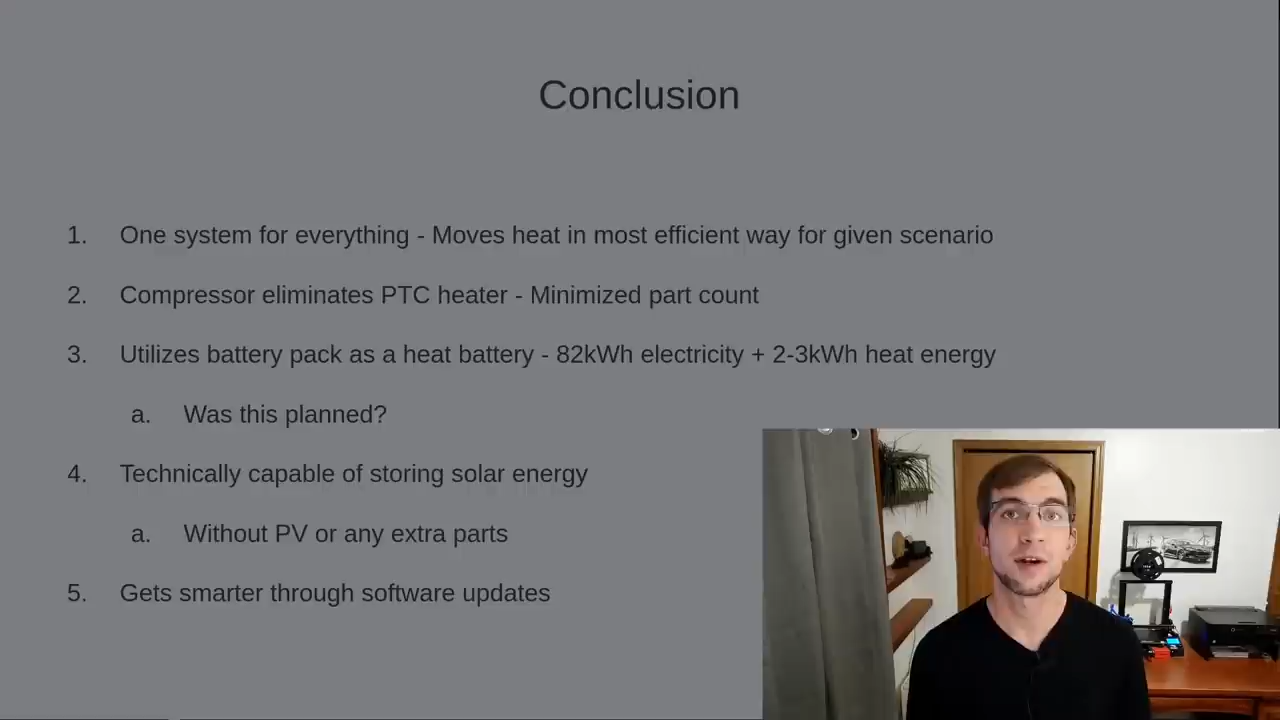 Conclusion
1. One system for everything - Moves heat in most efficient way for given scenario
2. Compressor eliminates PTC heater - Minimized part count
3. Utilizes battery pack as a heat battery - 82kWh electricity + 2-3kWh heat energy
a. Was this planned?
4. Technically capable of storing solar energy
a. Without PV or any extra parts
5. Gets smarter through software updates